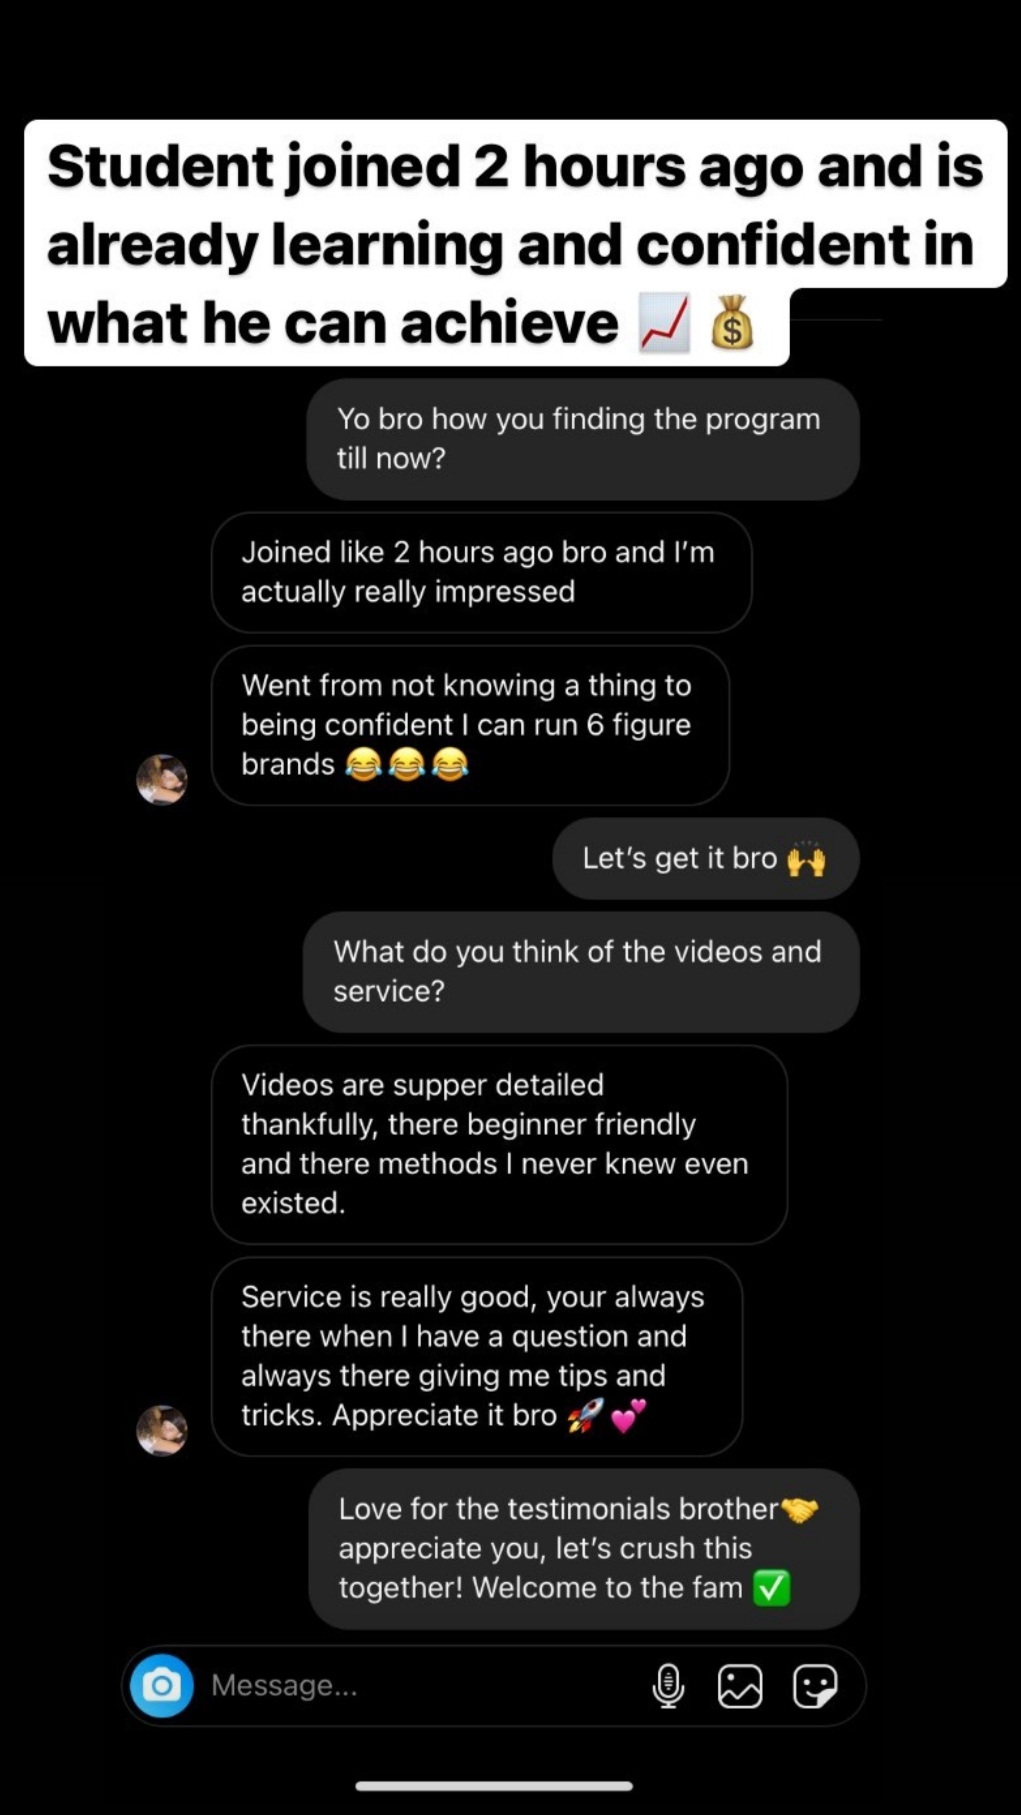 Student joined 2 hours ago and is
already learning and confident in
what he can achieve 📈 💰
Yo bro how you finding the program
till now?
Joined like 2 hours ago bro and I’m
actually really impressed
Went from not knowing a thing to
being confident I can run 6 figure
brands 😂😂😂
Let’s get it bro 🙌
What do you think of the videos and
service?
Videos are supper detailed
thankfully, there beginner friendly
and there methods I never knew even
existed.
Service is really good, your always
there when I have a question and
always there giving me tips and
tricks. Appreciate it bro 🚀 💕
Love for the testimonials brother🤝
appreciate you, let’s crush this
together! Welcome to the fam ✅
Message...